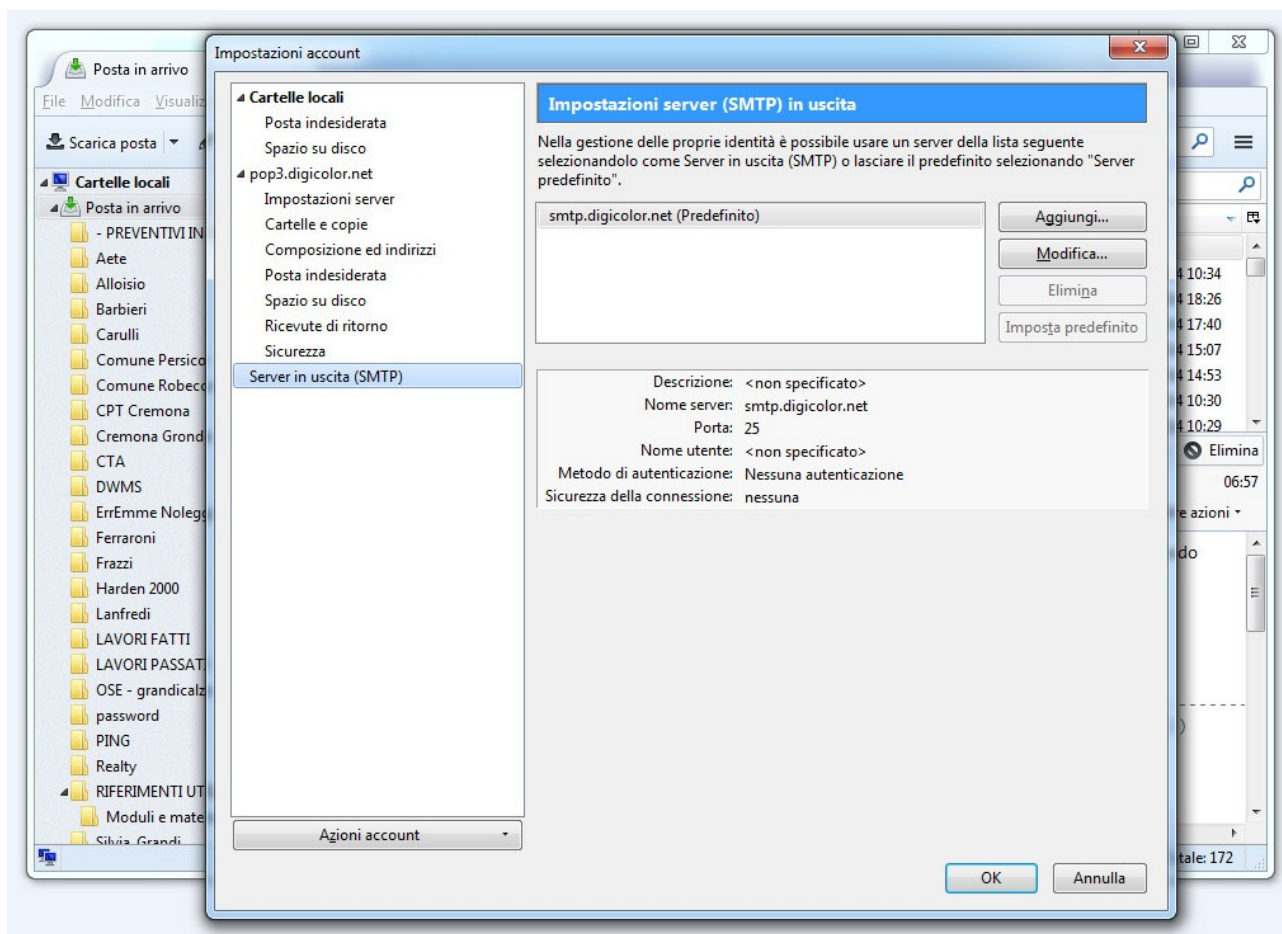 Posta in arrivo
File Modifica Visualiz
Scarica posta
Cartelle locali
Posta in arrivo
- PREVENTIVI IN
Aete
Alloisio
Barbieri
Carulli
Comune Persico
Comune Robecc
CPT Cremona
Cremona Grond
CTA
DWMS
ErrEmme Nolegg
Ferraroni
Frazzi
Harden 2000
Lanfredi
LAVORI FATTI
LAVORI PASSATI
OSE - grandicalz
password
PING
Realty
RIFERIMENTI UT
Moduli e mate
Silvia Grandi
Impostazioni account
Cartelle locali
Posta indesiderata
Spazio su disco
pop3.digicolor.net
Impostazioni server
Cartelle e copie
Composizione ed indirizzi
Posta indesiderata
Spazio su disco
Ricevute di ritorno
Sicurezza
Server in uscita (SMTP)
Azioni account
Impostazioni server (SMTP) in uscita
Nella gestione delle proprie identità è possibile usare un server della lista seguente
selezionandolo come Server in uscita (SMTP) o lasciare il predefinito selezionando "Server
predefinito".
smtp.digicolor.net (Predefinito)
Aggiungi...
Modifica...
Elimina
Imposta predefinito
Descrizione: <non specificato>
Nome server: smtp.digicolor.net
Porta: 25
Nome utente: <non specificato>
Metodo di autenticazione: Nessuna autenticazione
Sicurezza della connessione: nessuna
OK Annulla
4 10:34
4 18:26
4 17:40
4 15:07
4 14:53
4 10:30
4 10:29
Elimina
06:57
re azioni
do
)
tale: 172